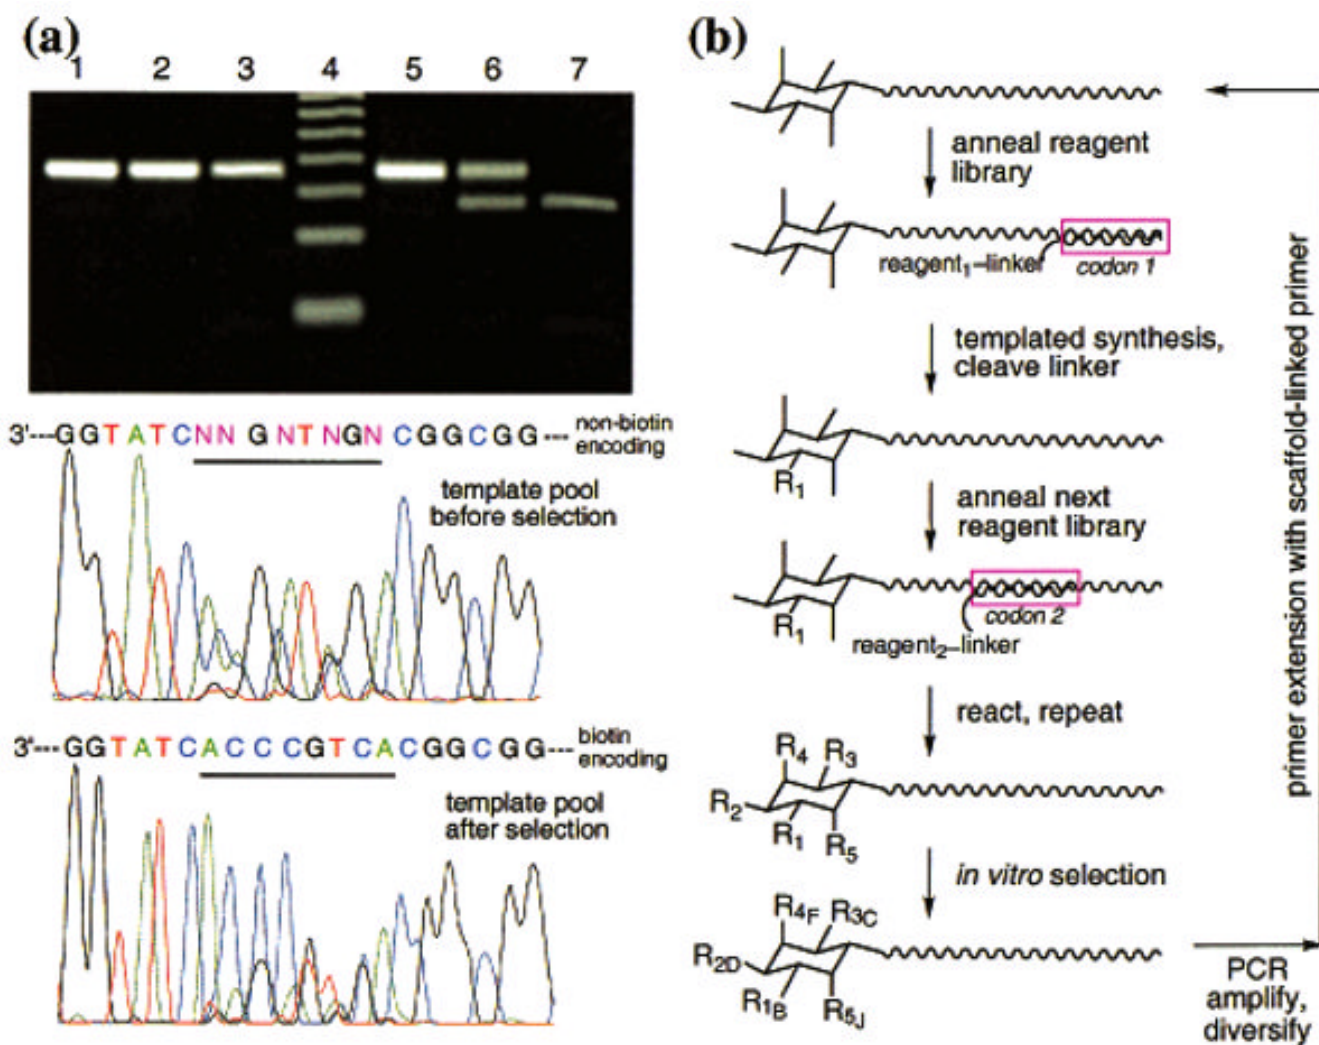 (a)
1 2 3 4 5 6 7
3'---GGTATCNNGNTNGNCGGCGG--- non-biotin encoding
template pool
before selection
3'---GGTATCACCCGTCACGGCGG--- biotin encoding
template pool
after selection
(b)
anneal reagent
library
reagent1–linker
codon 1
templated synthesis,
cleave linker
R1
anneal next
reagent library
R1
codon 2
reagent2–linker
react, repeat
R4 R3
R2
R1 R5
in vitro selection
R4F R3C
R2D
R1B R5J
PCR
amplify,
diversify
primer extension with scaffold-linked primer